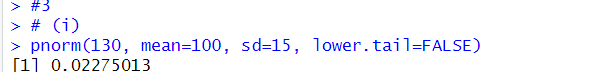 > #3
> # (i)
> pnorm(130, mean=100, sd=15, lower.tail=FALSE)
[1] 0.02275013